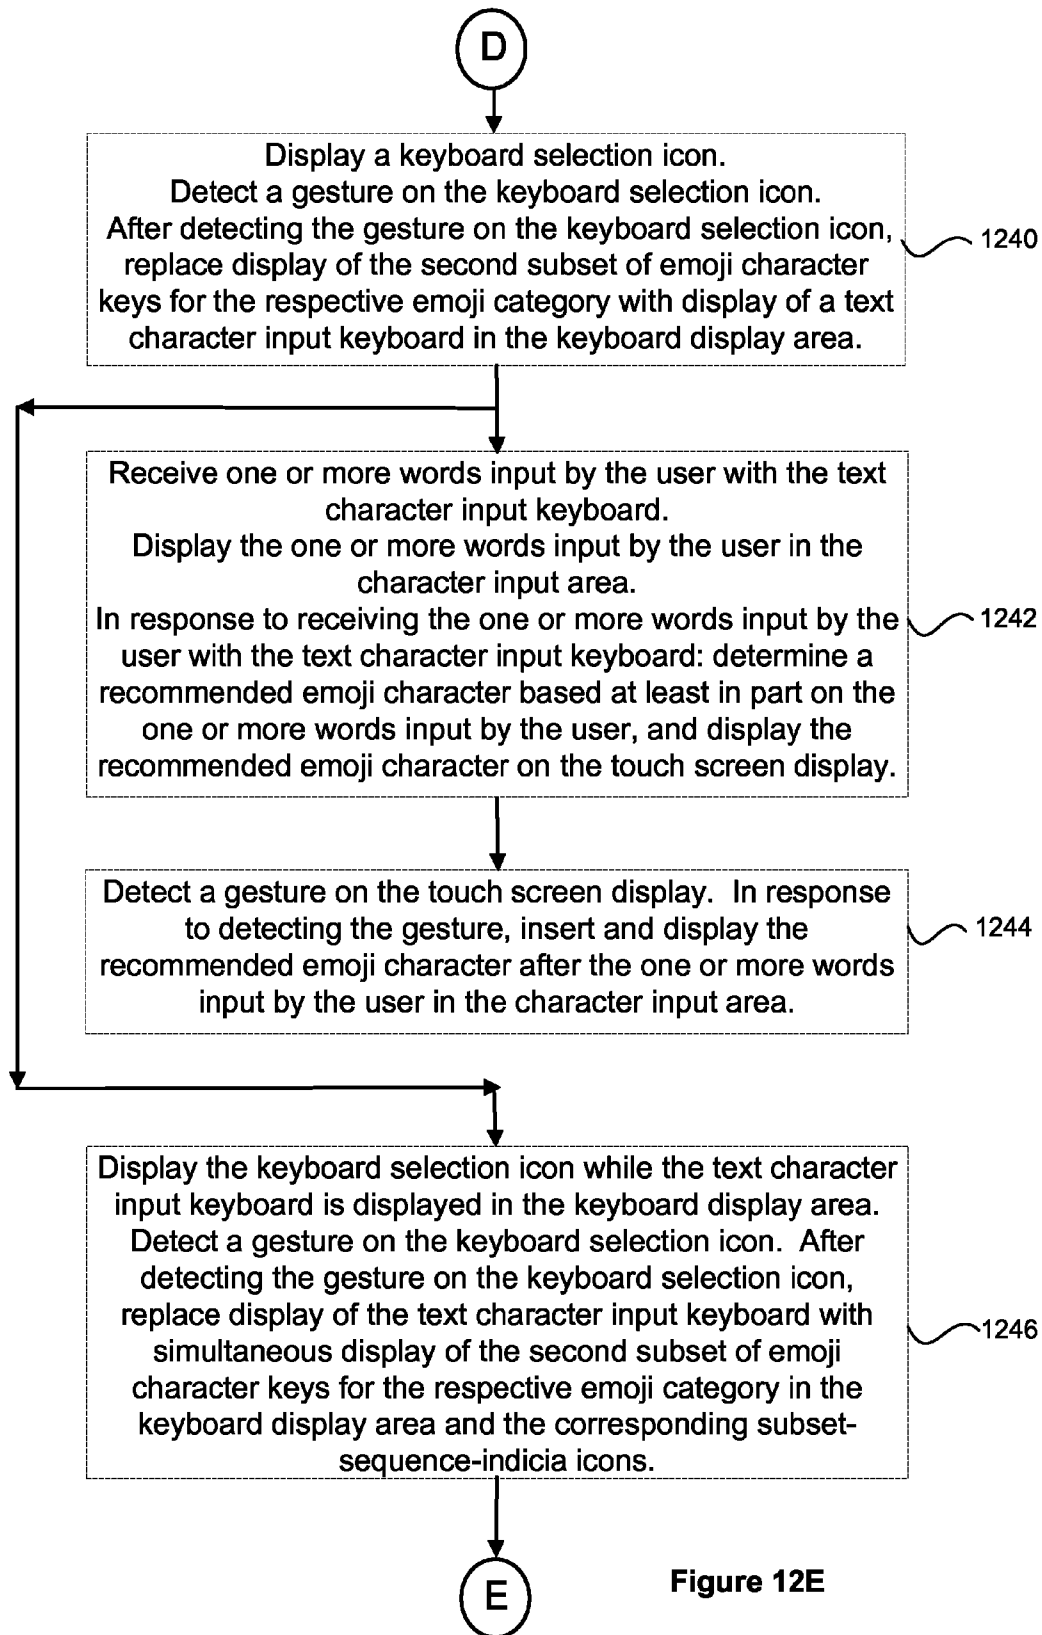 D
Display a keyboard selection icon.
Detect a gesture on the keyboard selection icon.
After detecting the gesture on the keyboard selection icon,
replace display of the second subset of emoji character
keys for the respective emoji category with display of a text
character input keyboard in the keyboard display area.
1240
Receive one or more words input by the user with the text
character input keyboard.
Display the one or more words input by the user in the
character input area.
In response to receiving the one or more words input by the
user with the text character input keyboard: determine a
recommended emoji character based at least in part on the
one or more words input by the user, and display the
recommended emoji character on the touch screen display.
1242
Detect a gesture on the touch screen display. In response
to detecting the gesture, insert and display the
recommended emoji character after the one or more words
input by the user in the character input area.
1244
Display the keyboard selection icon while the text character
input keyboard is displayed in the keyboard display area.
Detect a gesture on the keyboard selection icon. After
detecting the gesture on the keyboard selection icon,
replace display of the text character input keyboard with
simultaneous display of the second subset of emoji
character keys for the respective emoji category in the
keyboard display area and the corresponding subset-
sequence-indicia icons.
1246
E
Figure 12E